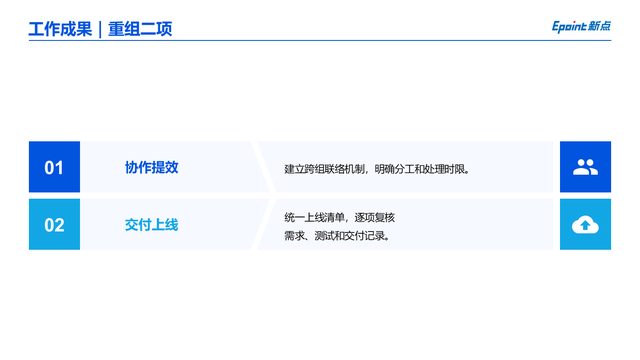 工作成果｜重组二项
Epoint新点
01
协作提效
建立跨组联络机制，明确分工和处理时限。
02
交付上线
统一上线清单，逐项复核
需求、测试和交付记录。